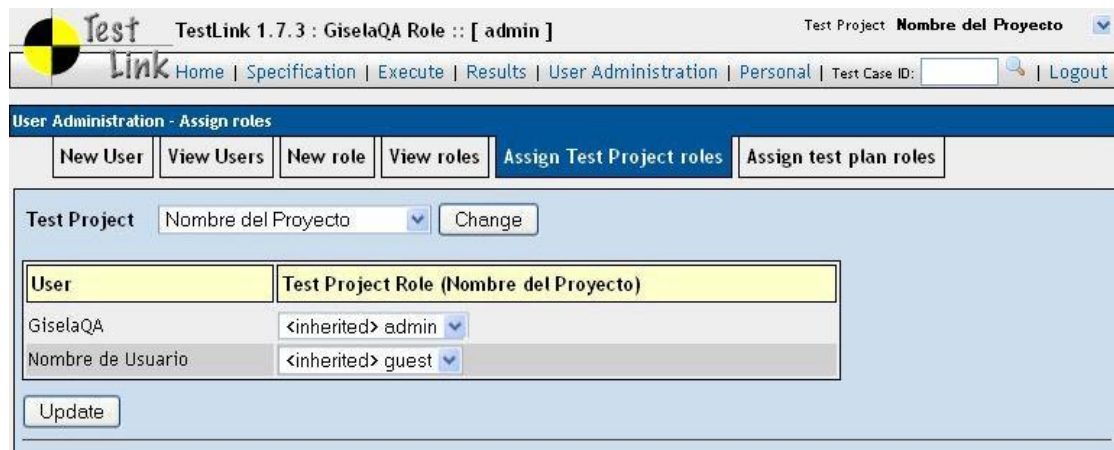 Test Link
TestLink 1.7.3 : GiselaQA Role :: [ admin ]
Test Project Nombre del Proyecto
Home | Specification | Execute | Results | User Administration | Personal | Test Case ID: | Logout
User Administration - Assign roles
New User View Users New role View roles Assign Test Project roles Assign test plan roles
Test Project Nombre del Proyecto Change
User Test Project Role (Nombre del Proyecto)
GiselaQA <inherited> admin
Nombre de Usuario <inherited> guest
Update